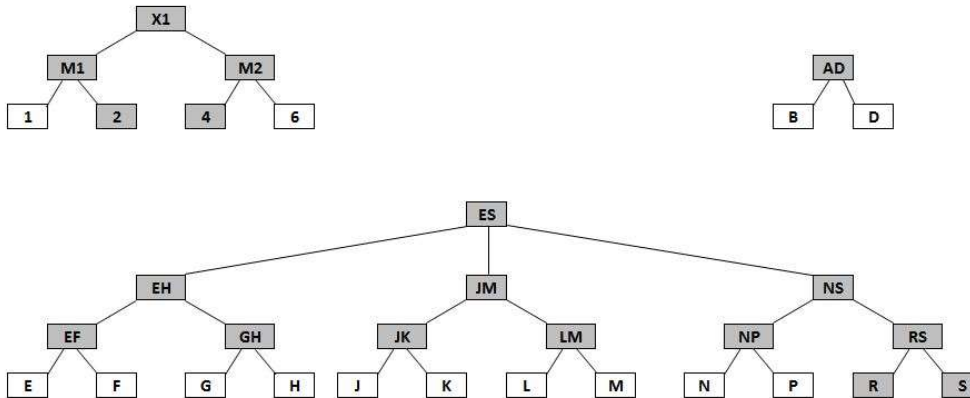 X1
M1 M2 AD
1 2 4 6 B D
ES
EH JM NS
EF GH JK LM NP RS
E F G H J K L M N P R S